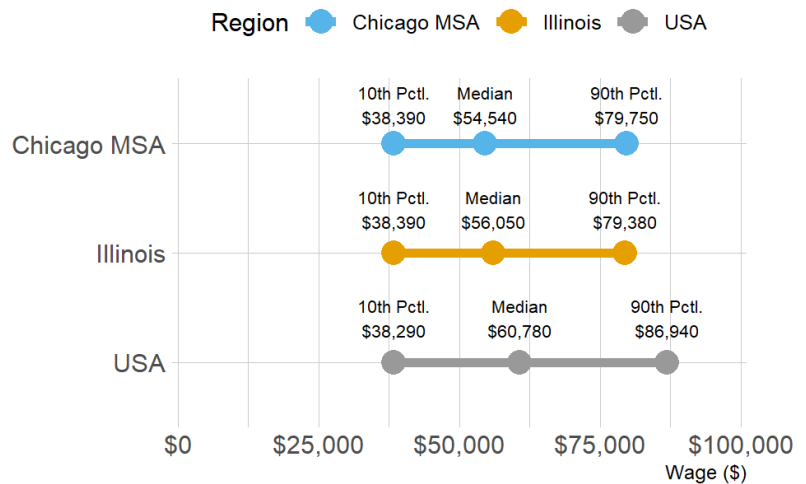 Region Chicago MSA Illinois USA
10th Pctl. Median 90th Pctl.
$38,390 $54,540 $79,750
Chicago MSA
10th Pctl. Median 90th Pctl.
$38,390 $56,050 $79,380
Illinois
10th Pctl. Median 90th Pctl.
$38,290 $60,780 $86,940
USA
$0 $25,000 $50,000 $75,000 $100,000
Wage ($)